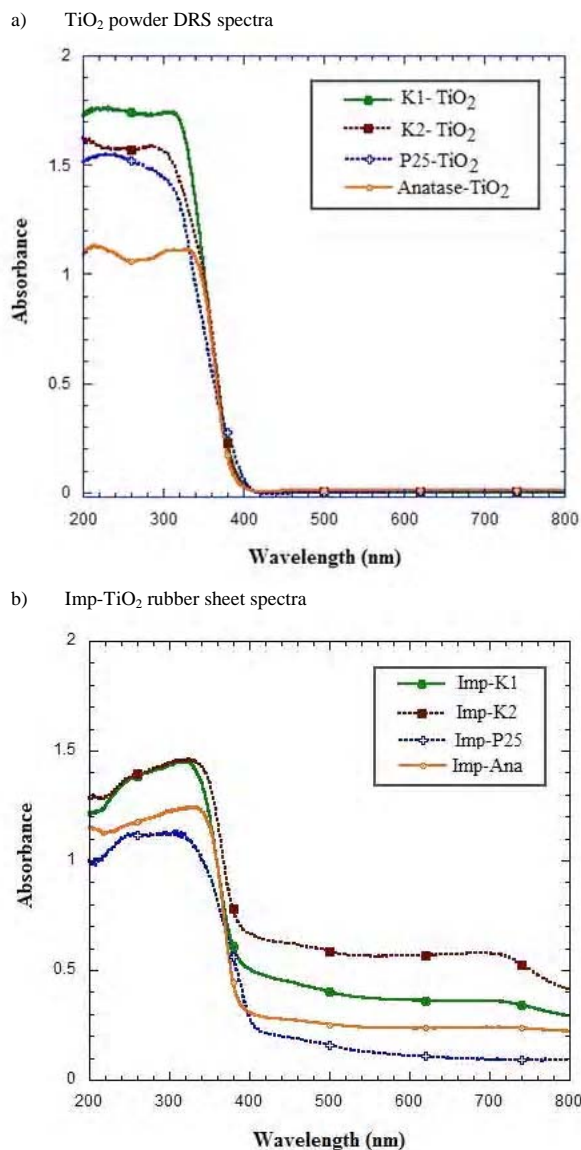 a) TiO₂ powder DRS spectra
2
1.5
1
0.5
0
Absorbance
K1- TiO₂
K2- TiO₂
P25-TiO₂
Anatase-TiO₂
200 300 400 500 600 700 800
Wavelength (nm)
b) Imp-TiO₂ rubber sheet spectra
2
1.5
1
0.5
0
Absorbance
Imp-K1
Imp-K2
Imp-P25
Imp-Ana
200 300 400 500 600 700 800
Wavelength (nm)